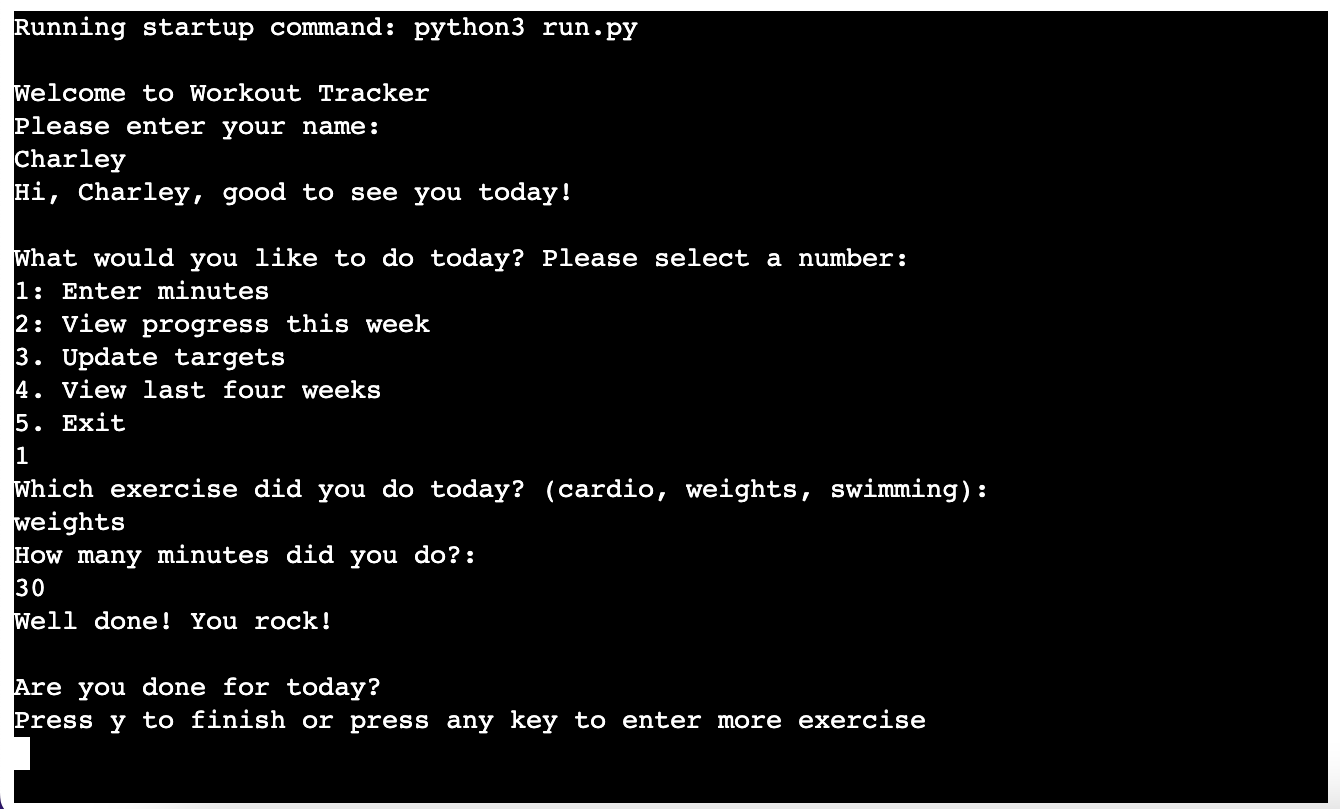 Running startup command: python3 run.py
Welcome to Workout Tracker
Please enter your name:
Charley
Hi, Charley, good to see you today!
What would you like to do today? Please select a number:
1: Enter minutes
2: View progress this week
3. Update targets
4. View last four weeks
5. Exit
1
Which exercise did you do today? (cardio, weights, swimming):
weights
How many minutes did you do?:
30
Well done! You rock!
Are you done for today?
Press y to finish or press any key to enter more exercise